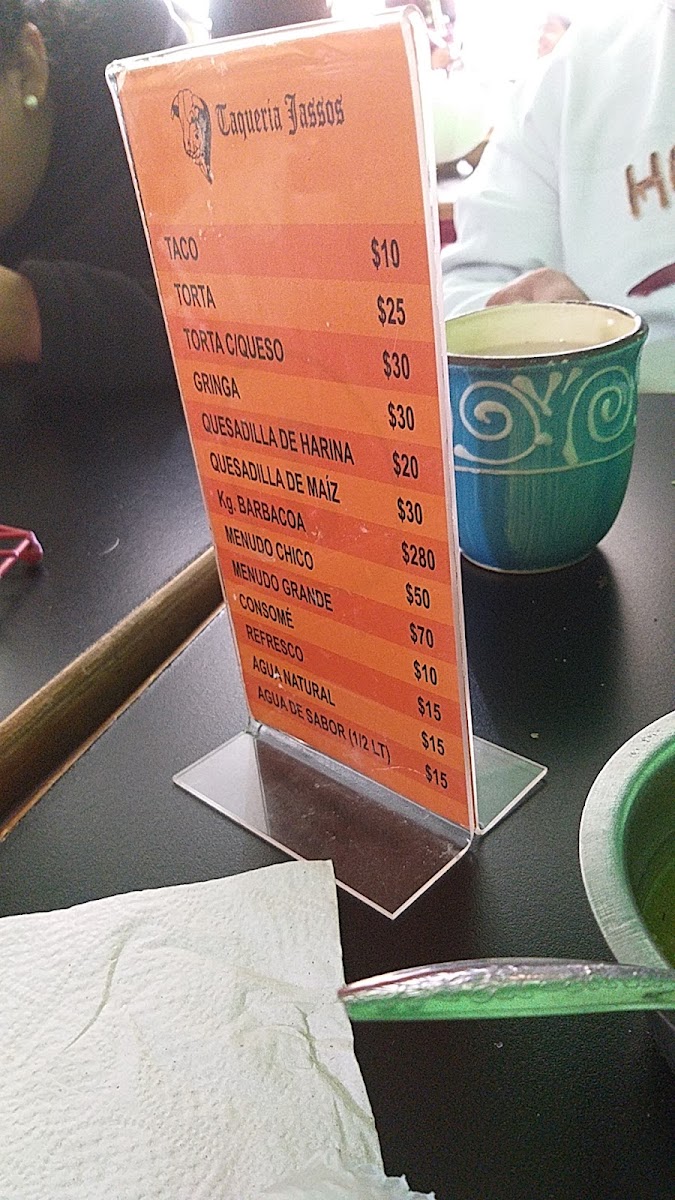 Taqueria Jassos
TACO $10
TORTA $25
TORTA C/QUESO $30
GRINGA $30
QUESADILLA DE HARINA $20
QUESADILLA DE MAÍZ $30
Kg. BARBACOA $280
MENUDO CHICO $50
MENUDO GRANDE $70
CONSOMÉ $10
REFRESCO $15
AGUA NATURAL $15
AGUA DE SABOR (1/2 LT) $15